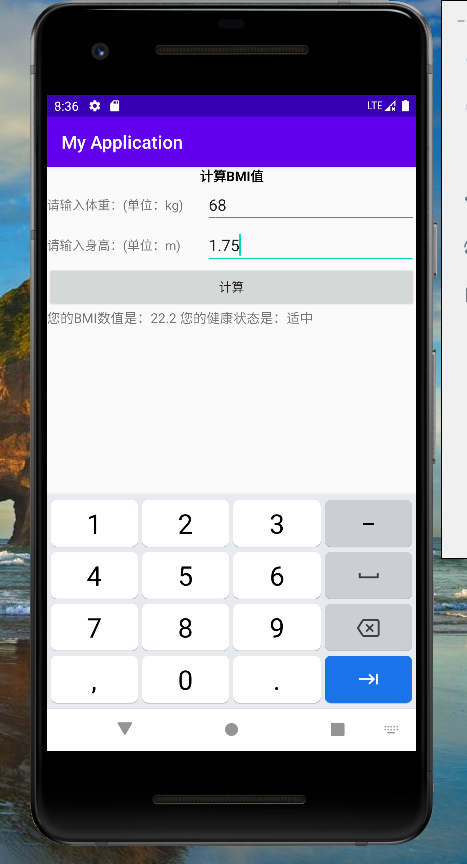 8:36 LTE
My Application
计算BMI值
请输入体重：(单位：kg) 68
请输入身高：(单位：m) 1.75
计算
您的BMI数值是：22.2 您的健康状态是：适中
1 2 3 -
4 5 6
7 8 9
, 0 .